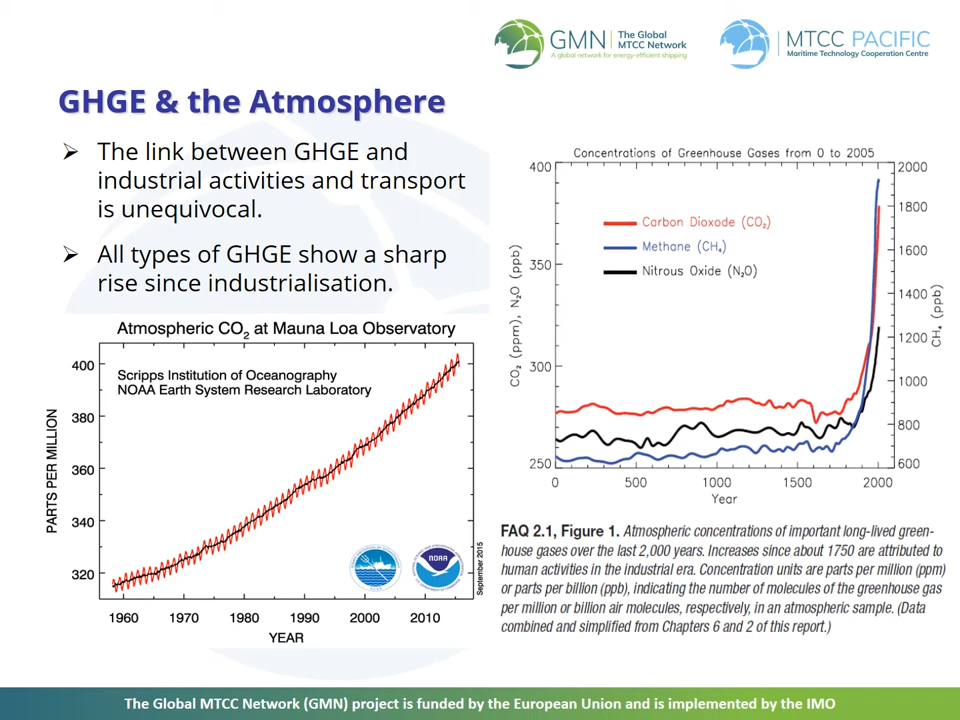 GMN
The Global
MTCC Network
A global network for energy-efficient shipping
MTCC PACIFIC
Maritime Technology Cooperation Centre
GHGE & the Atmosphere
➢ The link between GHGE and
industrial activities and transport
is unequivocal.
➢ All types of GHGE show a sharp
rise since industrialisation.
Atmospheric CO₂ at Mauna Loa Observatory
Scripps Institution of Oceanography
NOAA Earth System Research Laboratory
PARTS PER MILLION
400
380
360
340
320
1960 1970 1980 1990 2000 2010
YEAR
NOAA
September 2015
Concentrations of Greenhouse Gases from 0 to 2005
400
350
300
250
CO₂ (ppm), N₂O (ppb)
Carbon Dioxode (CO₂)
Methane (CH₄)
Nitrous Oxide (N₂O)
2000
1800
1600
1400
1200
1000
800
600
CH₄ (ppb)
0 500 1000 1500 2000
Year
FAQ 2.1, Figure 1. Atmospheric concentrations of important long-lived green-
house gases over the last 2,000 years. Increases since about 1750 are attributed to
human activities in the industrial era. Concentration units are parts per million (ppm)
or parts per billion (ppb), indicating the number of molecules of the greenhouse gas
per million or billion air molecules, respectively, in an atmospheric sample. (Data
combined and simplified from Chapters 6 and 2 of this report.)
The Global MTCC Network (GMN) project is funded by the European Union and is implemented by the IMO